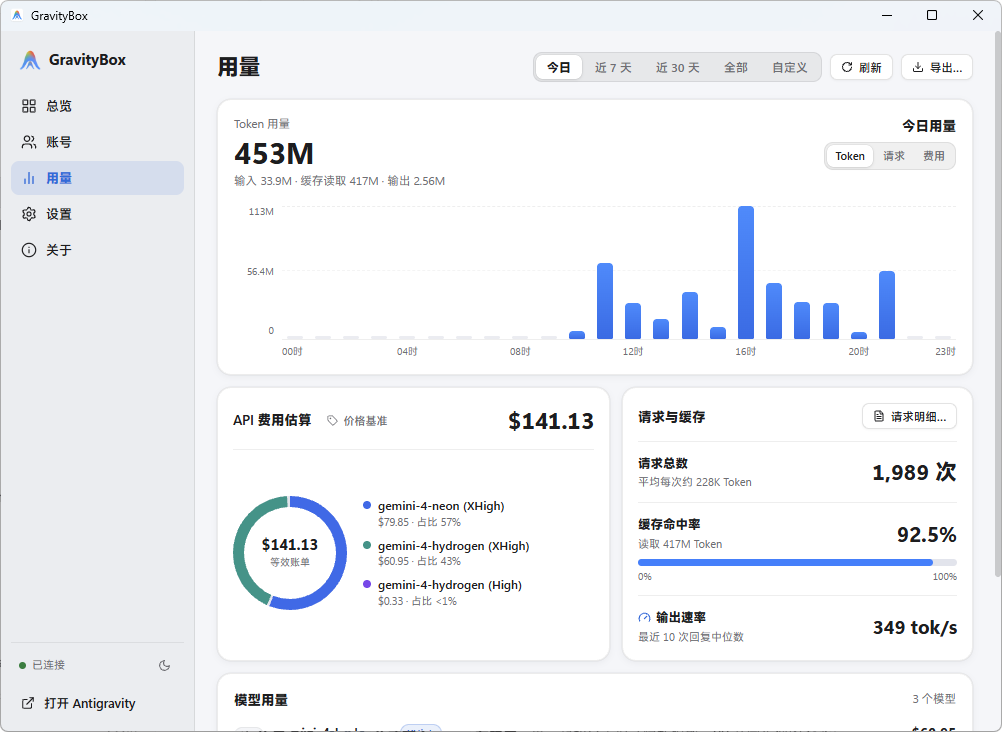 GravityBox
GravityBox
总览
账号
用量
设置
关于
已连接
打开 Antigravity
用量
今日 近 7 天 近 30 天 全部 自定义
刷新
导出...
Token 用量
453M
输入 33.9M · 缓存读取 417M · 输出 2.56M
今日用量
Token 请求 费用
113M
56.4M
0
00时 04时 08时 12时 16时 20时 23时
API 费用估算 价格基准 $141.13
$141.13
等效账单
gemini-4-neon (XHigh)
$79.85 · 占比 57%
gemini-4-hydrogen (XHigh)
$60.95 · 占比 43%
gemini-4-hydrogen (High)
$0.33 · 占比 <1%
请求与缓存 请求明细...
请求总数
平均每次约 228K Token
1,989 次
缓存命中率
读取 417M Token
92.5%
0% 100%
输出速率
最近 10 次回复中位数
349 tok/s
模型用量 3 个模型